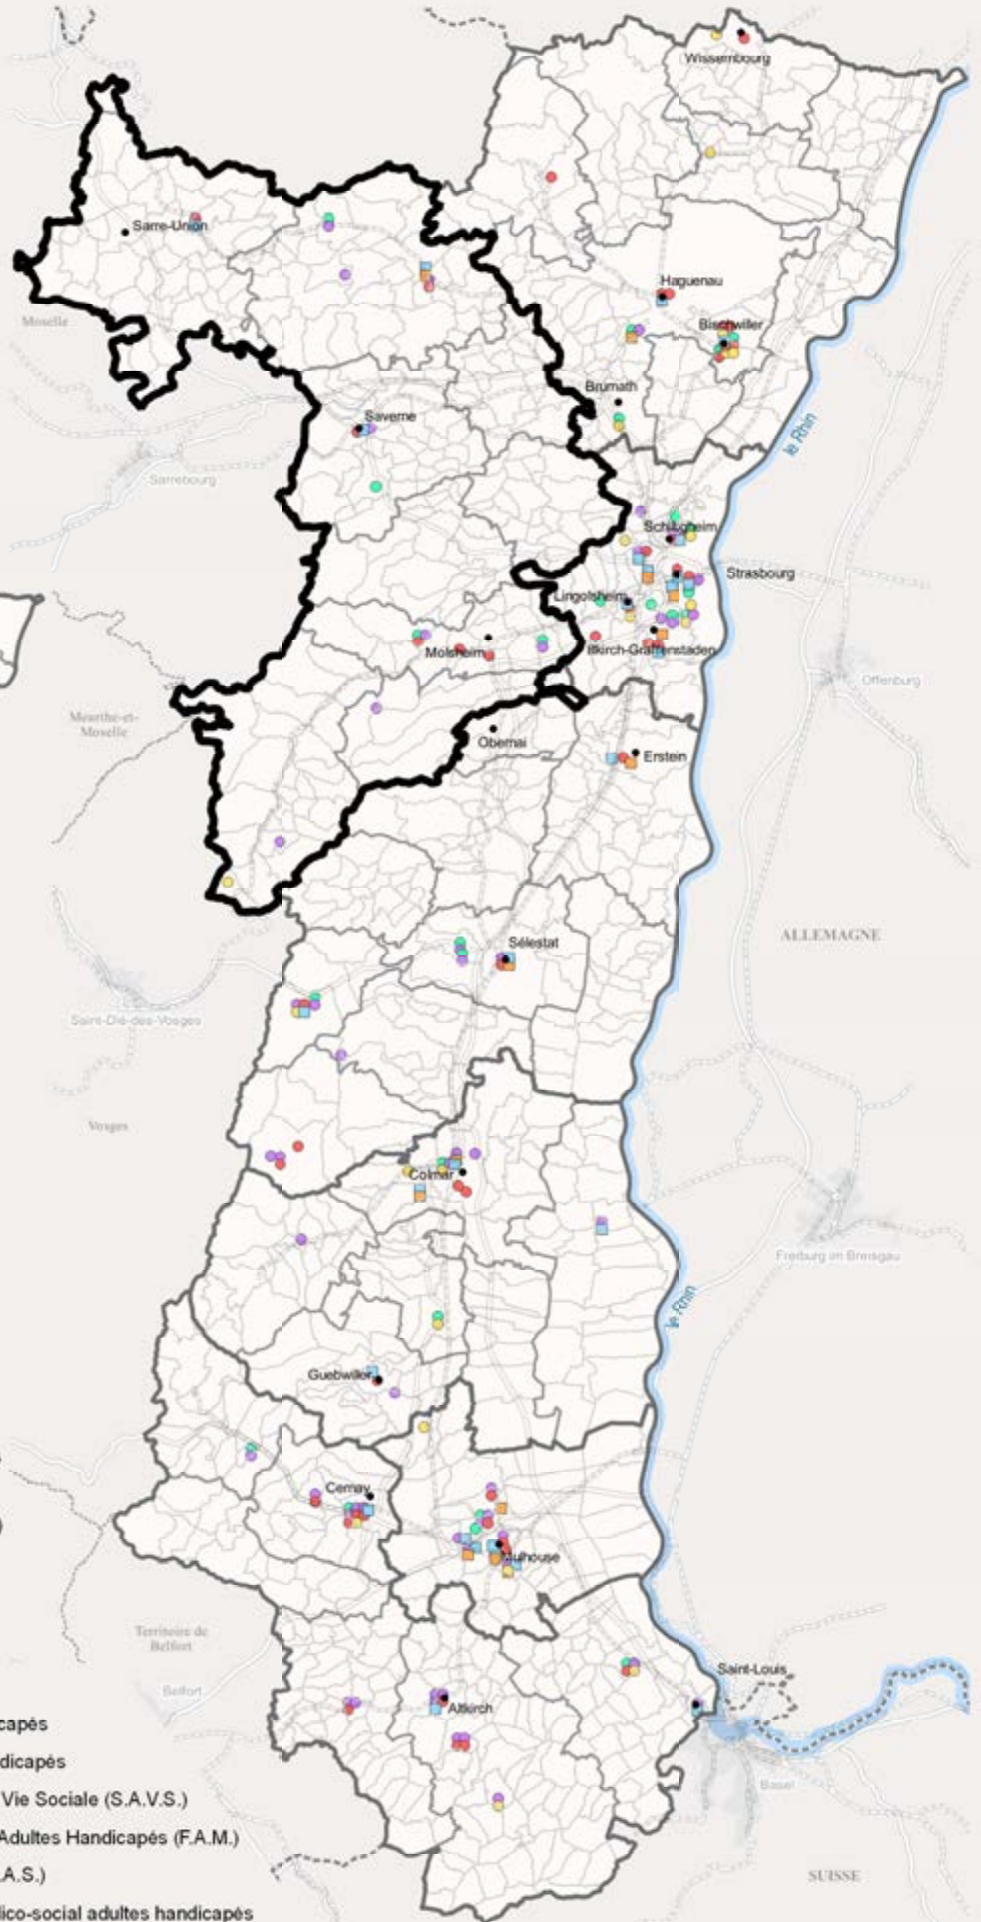 Wissembourg
Sarre-Union
Moselle
Haguenau
Bischwiller
Brumath
Saverne
le Rhin
Sarrebourg
Strasbourg
Lingolsheim
Molsheim
Illkirch-Graffenstaden
Offenburg
Meurthe-et-
Moselle
Obernai
Erstein
ALLEMAGNE
Sélestat
Saint-Dié-des-Vosges
Vosges
Colmar
Freiburg im Breisgau
le Rhin
Guebwiller
Cernay
Mulhouse
Territoire de
Belfort
Saint-Louis
Belfort
Altkirch
capés
dicapés
Vie Sociale (S.A.V.S.)
Basel
Adultes Handicapés (F.A.M.)
.A.S.)
SUISSE
lico-social adultes handicapés